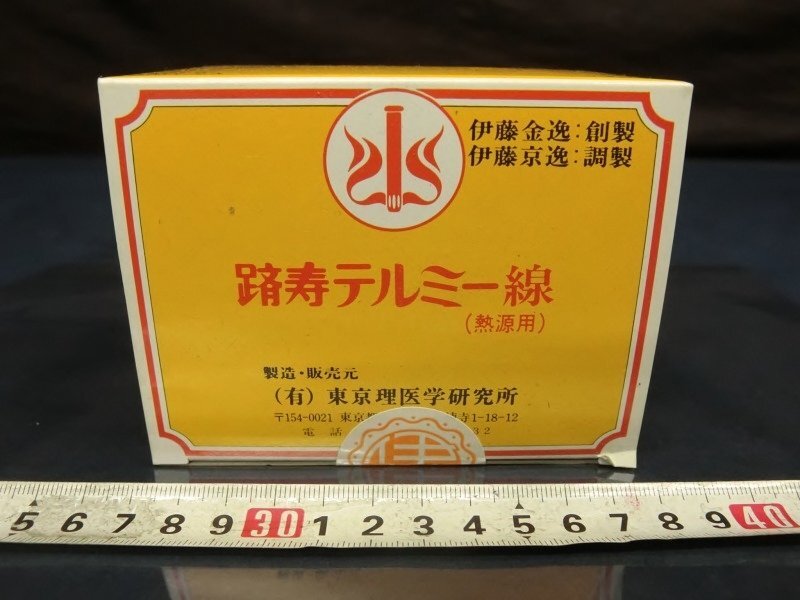 伊藤金逸:創製
伊藤京逸:調製
躋寿テルミー線
(熱源用)
製造・販売元
(有)東京理医学研究所
〒154-0021 東京 寺1-18-12
電話 32
伊
5 6 7 8 9 30 1 2 3 4 5 6 7 8 9 40